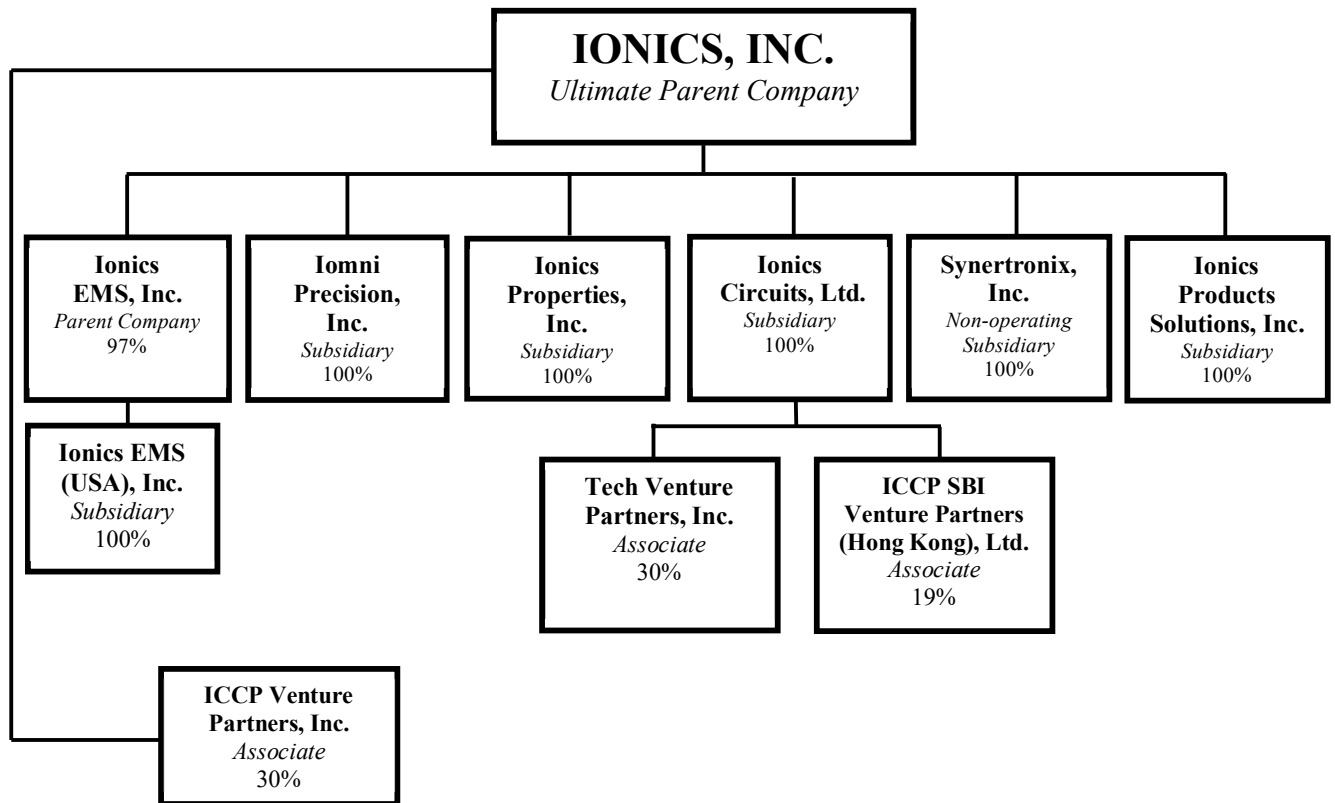 IONICS, INC.
Ultimate Parent Company
Ionics
EMS, Inc.
Parent Company
97%
Iomni
Precision,
Inc.
Subsidiary
100%
Ionics
Properties,
Inc.
Subsidiary
100%
Ionics
Circuits, Ltd.
Subsidiary
100%
Synertronix,
Inc.
Non-operating
Subsidiary
100%
Ionics
Products
Solutions, Inc.
Subsidiary
100%
Ionics EMS
(USA), Inc.
Subsidiary
100%
Tech Venture
Partners, Inc.
Associate
30%
ICCP SBI
Venture Partners
(Hong Kong), Ltd.
Associate
19%
ICCP Venture
Partners, Inc.
Associate
30%